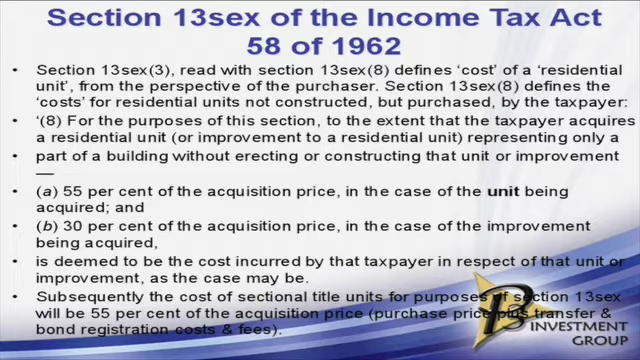 Section 13sex of the Income Tax Act
58 of 1962
• Section 13sex(3), read with section 13sex(8) defines ‘cost’ of a ‘residential
unit’, from the perspective of the purchaser. Section 13sex(8) defines the
‘costs’ for residential units not constructed, but purchased, by the taxpayer:
• ‘(8) For the purposes of this section, to the extent that the taxpayer acquires
a residential unit (or improvement to a residential unit) representing only a
• part of a building without erecting or constructing that unit or improvement
—
• (a) 55 per cent of the acquisition price, in the case of the unit being
acquired; and
• (b) 30 per cent of the acquisition price, in the case of the improvement
being acquired,
• is deemed to be the cost incurred by that taxpayer in respect of that unit or
improvement, as the case may be.
• Subsequently the cost of sectional title units for purposes of section 13sex
will be 55 per cent of the acquisition price (purchase price plus transfer &
bond registration costs & fees).
INVESTMENT
GROUP